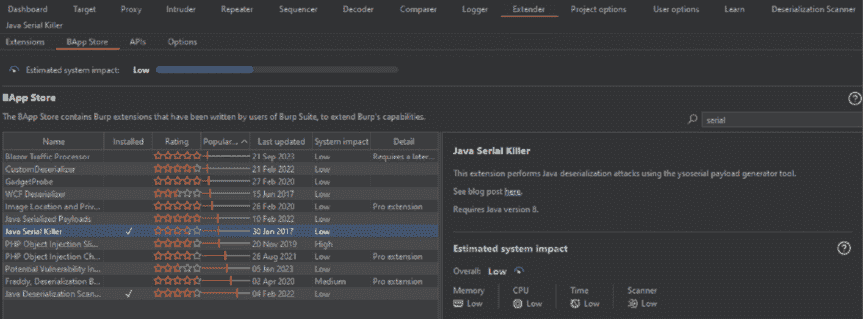 Dashboard Target Proxy Intruder Repeater Sequencer Decoder Comparer Logger Extender Project options User options Learn Deserialization Scanner
Java Serial Killer
Extensions BApp Store APIs Options
Estimated system impact: Low
BApp Store
The BApp Store contains Burp extensions that have been written by users of Burp Suite, to extend Burp's capabilities.
serial
Name Installed Rating Popular... Last updated System impact Detail
Blazor Traffic Processor 21 Sep 2023 Low Requires a later...
CustomDeserializer 21 Feb 2022 Low
GadgetProbe 27 Feb 2020 Low
WCF Deserializer 15 Jun 2017 Low
Image Location and Priv... 26 Feb 2020 Low Pro extension
Java Serialized Payloads 10 Feb 2022 Low
Java Serial Killer ✓ 30 Jan 2017 Low
PHP Object Injection Sli... 20 Nov 2019 High
PHP Object Injection Ch... 26 Aug 2021 Low Pro extension
Potential Vulnerability In... 05 Jan 2023 Low
Freddy, Deserialization B... 02 Apr 2020 Medium Pro extension
Java Deserialization Scan... ✓ 04 Feb 2022 Low
Java Serial Killer
This extension performs Java deserialization attacks using the ysoserial payload generator tool.
See blog post here.
Requires Java version 8.
Estimated system impact
Overall: Low
Memory CPU Time Scanner
Low Low Low Low